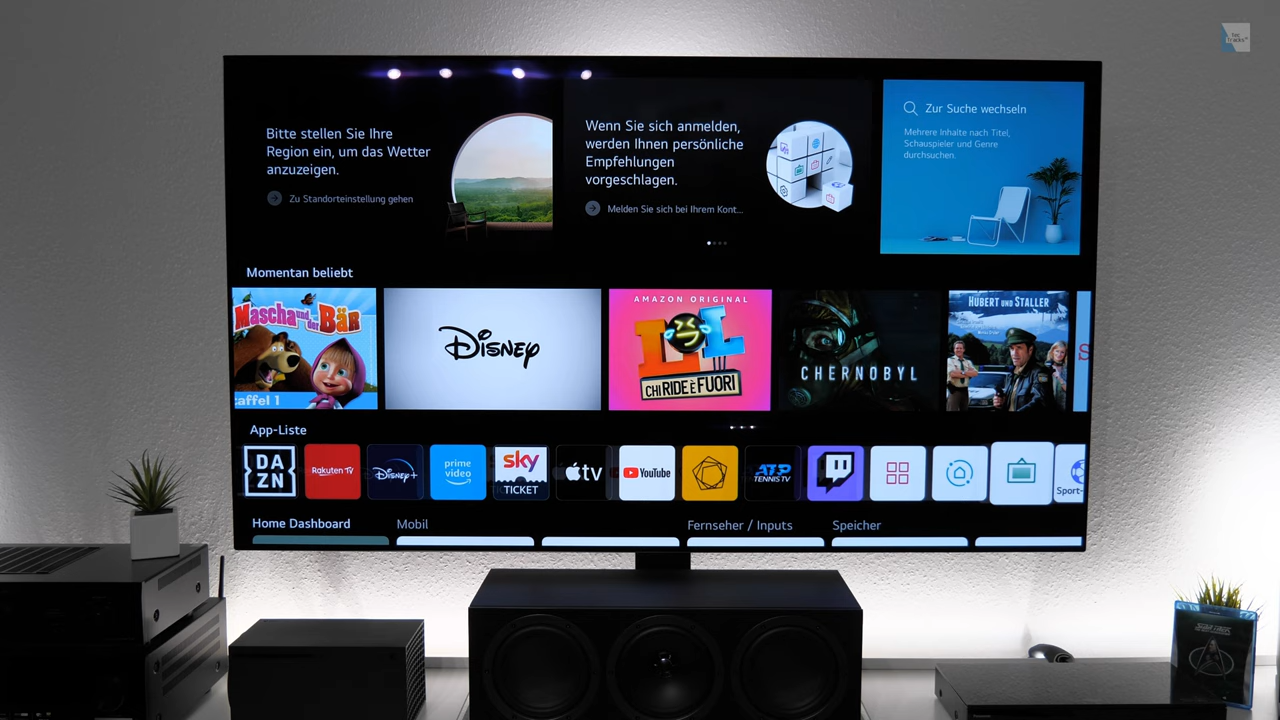 Bitte stellen Sie Ihre
Region ein, um das Wetter
anzuzeigen.
Zu Standorteinstellung gehen
Wenn Sie sich anmelden,
werden Ihnen persönliche
Empfehlungen
vorgeschlagen.
Melden Sie sich bei Ihrem Kont...
Zur Suche wechseln
Mehrere Inhalte nach Titel,
Schauspieler und Genre
durchsuchen.
Momentan beliebt
Mascha und der Bär
affel 1
Disney
AMAZON ORIGINAL
LOL
CHI RIDE È FUORI
CHERNOBYL
HUBERT UND STALLER
S
App-Liste
DA
ZN
Rakuten TV
Disney+
prime
video
sky
TICKET
tv
YouTube
ATP
TENNIS TV
Sport-
Home Dashboard
Mobil
Fernseher / Inputs
Speicher
STAR TREK